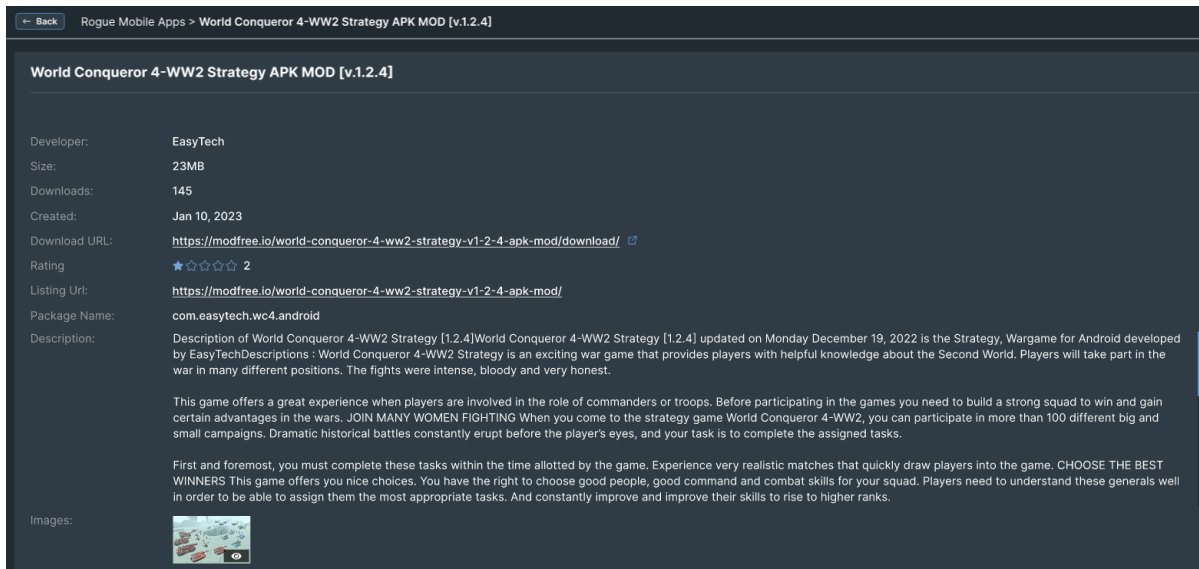 ← Back Rogue Mobile Apps > World Conqueror 4-WW2 Strategy APK MOD [v.1.2.4]
World Conqueror 4-WW2 Strategy APK MOD [v.1.2.4]
Developer: EasyTech
Size: 23MB
Downloads: 145
Created: Jan 10, 2023
Download URL: https://modfree.io/world-conqueror-4-ww2-strategy-v1-2-4-apk-mod/download/
Rating 2
Listing Url: https://modfree.io/world-conqueror-4-ww2-strategy-v1-2-4-apk-mod/
Package Name: com.easytech.wc4.android
Description: Description of World Conqueror 4-WW2 Strategy [1.2.4]World Conqueror 4-WW2 Strategy [1.2.4] updated on Monday December 19, 2022 is the Strategy, Wargame for Android developed
by EasyTechDescriptions : World Conqueror 4-WW2 Strategy is an exciting war game that provides players with helpful knowledge about the Second World. Players will take part in the
war in many different positions. The fights were intense, bloody and very honest.
This game offers a great experience when players are involved in the role of commanders or troops. Before participating in the games you need to build a strong squad to win and gain
certain advantages in the wars. JOIN MANY WOMEN FIGHTING When you come to the strategy game World Conqueror 4-WW2, you can participate in more than 100 different big and
small campaigns. Dramatic historical battles constantly erupt before the player's eyes, and your task is to complete the assigned tasks.
First and foremost, you must complete these tasks within the time allotted by the game. Experience very realistic matches that quickly draw players into the game. CHOOSE THE BEST
WINNERS This game offers you nice choices. You have the right to choose good people, good command and combat skills for your squad. Players need to understand these generals well
in order to be able to assign them the most appropriate tasks. And constantly improve and improve their skills to rise to higher ranks.
Images: